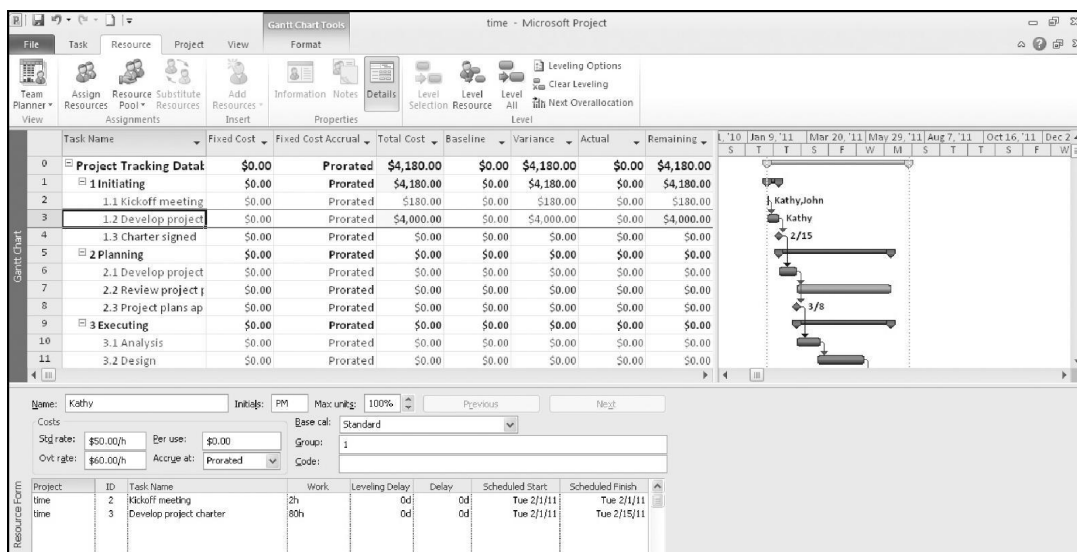 time - Microsoft Project
Gantt Chart Tools
File Task Resource Project View Format
Team Planner
Assign Resources
Resource Pool
Substitute Resources
Add Resources
Information Notes Details
Level Selection
Level Resource
Level All
Leveling Options
Clear Leveling
Next Overallocation
View Assignments Insert Properties Level
Task Name Fixed Cost Fixed Cost Accrual Total Cost Baseline Variance Actual Remaining
0 Project Tracking Datab $0.00 Prorated $4,180.00 $0.00 $4,180.00 $0.00 $4,180.00
1 1 Initiating $0.00 Prorated $4,180.00 $0.00 $4,180.00 $0.00 $4,180.00
2 1.1 Kickoff meeting $0.00 Prorated $180.00 $0.00 $180.00 $0.00 $180.00
3 1.2 Develop project $0.00 Prorated $4,000.00 $0.00 $4,000.00 $0.00 $4,000.00
4 1.3 Charter signed $0.00 Prorated $0.00 $0.00 $0.00 $0.00 $0.00
5 2 Planning $0.00 Prorated $0.00 $0.00 $0.00 $0.00 $0.00
6 2.1 Develop project $0.00 Prorated $0.00 $0.00 $0.00 $0.00 $0.00
7 2.2 Review project p $0.00 Prorated $0.00 $0.00 $0.00 $0.00 $0.00
8 2.3 Project plans ap $0.00 Prorated $0.00 $0.00 $0.00 $0.00 $0.00
9 3 Executing $0.00 Prorated $0.00 $0.00 $0.00 $0.00 $0.00
10 3.1 Analysis $0.00 Prorated $0.00 $0.00 $0.00 $0.00 $0.00
11 3.2 Design $0.00 Prorated $0.00 $0.00 $0.00 $0.00 $0.00
, '10 Jan 9, '11 Mar 20, '11 May 29, '11 Aug 7, '11 Oct 16, '11 Dec 2
S T T S F W M S T T S F W
Kathy,John
Kathy
2/15
3/8
Gantt Chart
Name: Kathy Initials: PM Max units: 100% Previous Next
Costs Base cal: Standard
Std rate: $50.00/h Per use: $0.00 Group: 1
Ovt rate: $60.00/h Accrue at: Prorated Code:
Project ID Task Name Work Leveling Delay Delay Scheduled Start Scheduled Finish
time 2 Kickoff meeting 2h 0d 0d Tue 2/1/11 Tue 2/1/11
time 3 Develop project charter 80h 0d 0d Tue 2/1/11 Tue 2/15/11
Resource Form